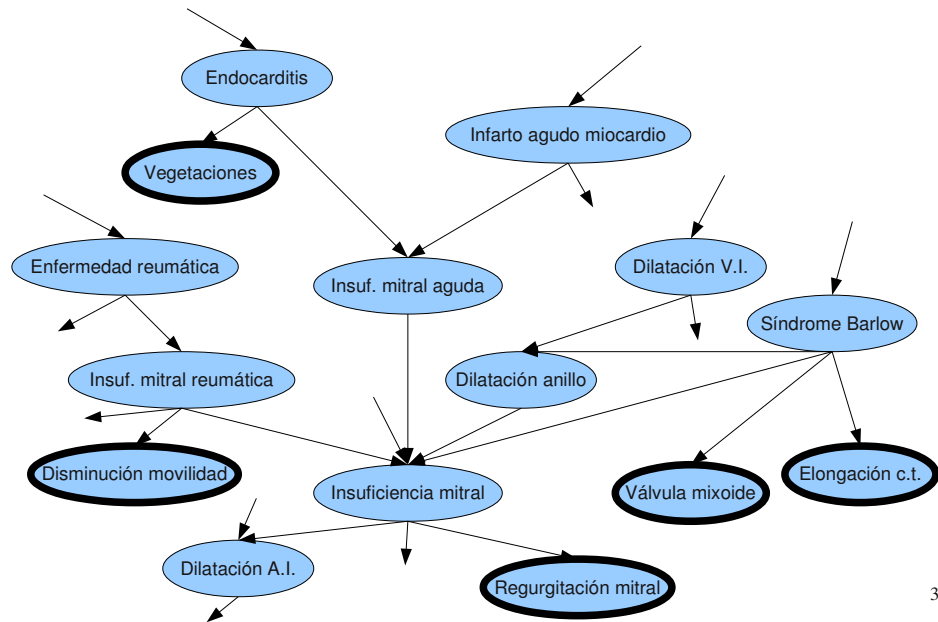 Endocarditis
Infarto agudo miocardio
Vegetaciones
Enfermedad reumática
Insuf. mitral aguda
Dilatación V.I.
Síndrome Barlow
Insuf. mitral reumática
Dilatación anillo
Disminución movilidad
Insuficiencia mitral
Válvula mixoide
Elongación c.t.
Dilatación A.I.
Regurgitación mitral
3